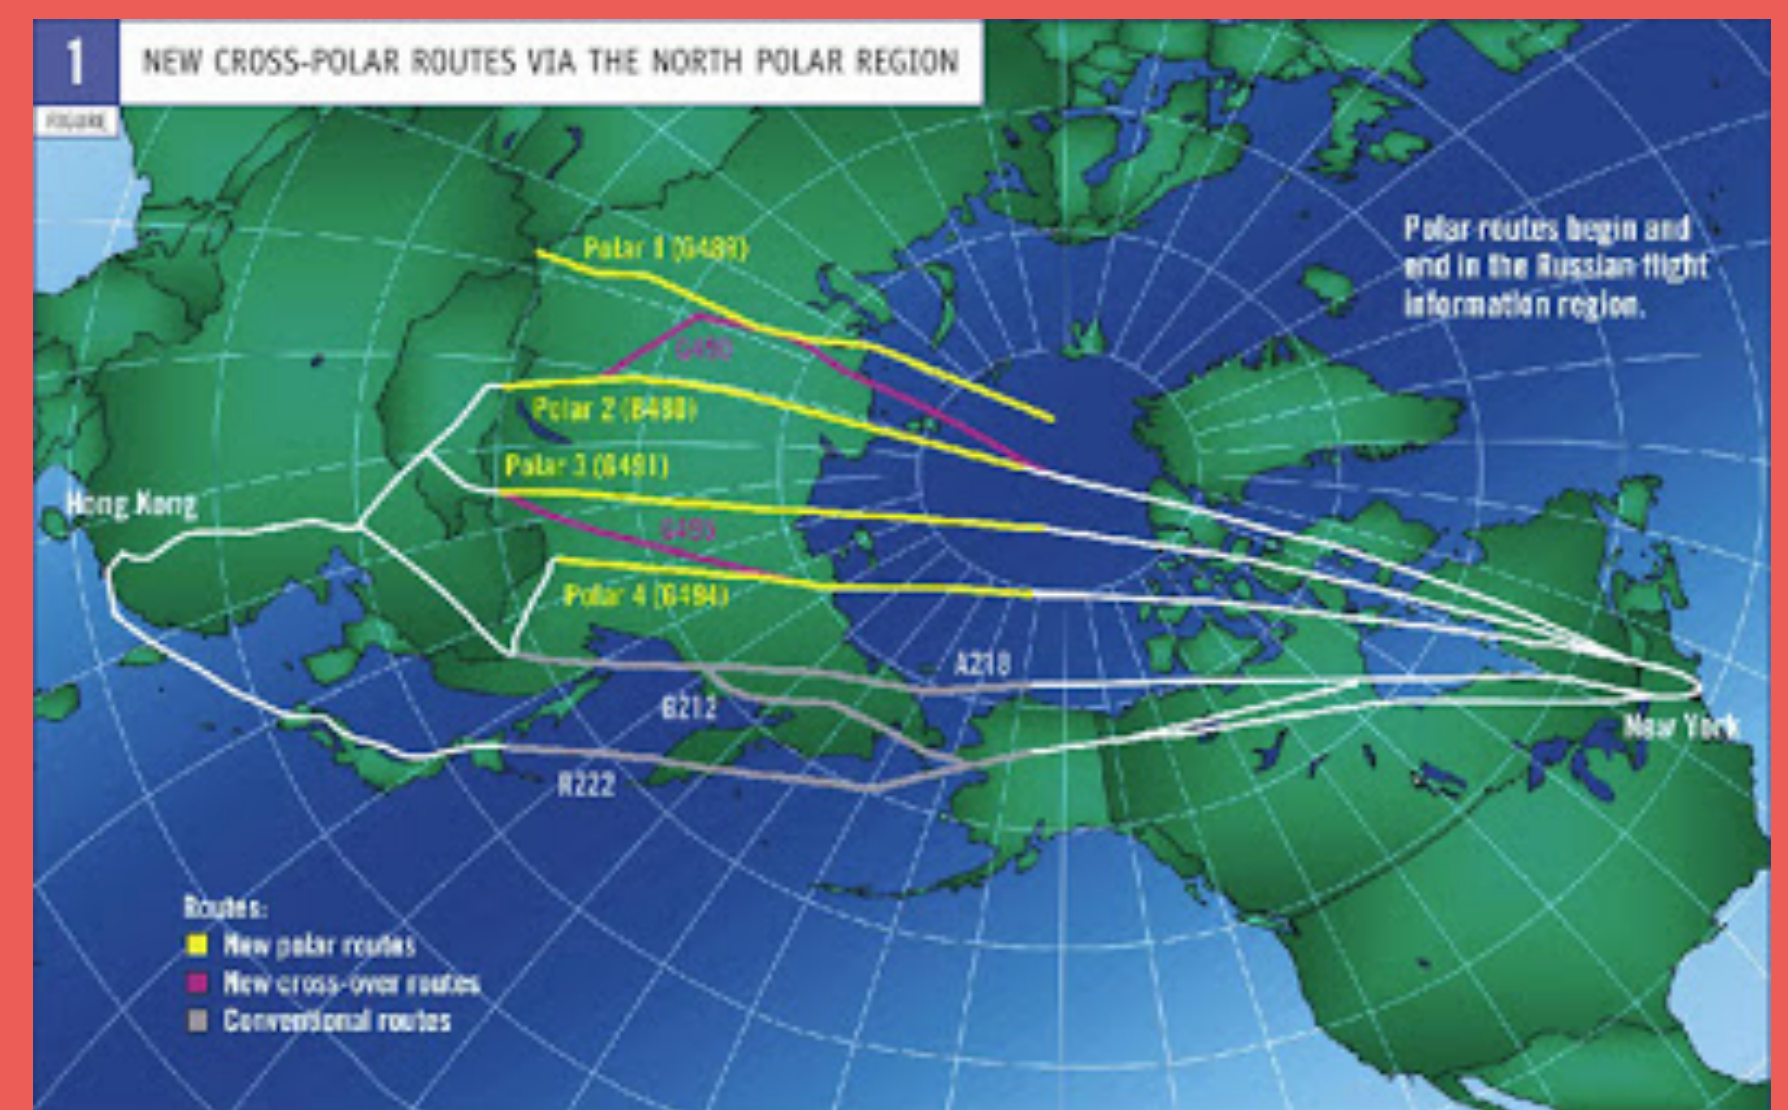 1
NEW CROSS-POLAR ROUTES VIA THE NORTH POLAR REGION
FIGURE
Polar routes begin and
end in the Russian flight
information region.
Polar 1 (G489)
G490
Polar 2 (B480)
Polar 3 (G491)
Hong Kong
G495
Polar 4 (G494)
A218
G212
New York
R222
Routes:
New polar routes
New cross-over routes
Conventional routes